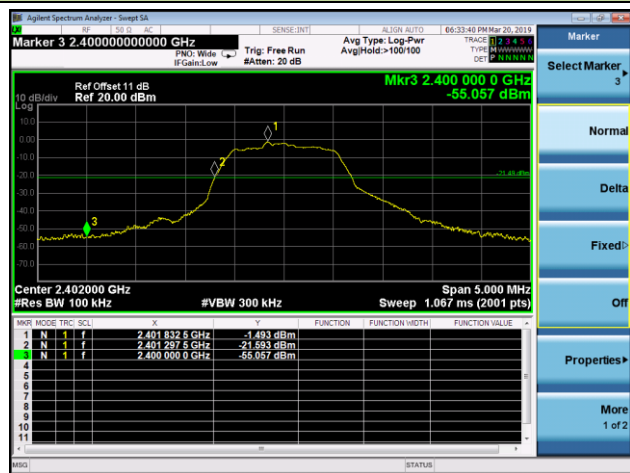 Agilent Spectrum Analyzer - Swept SA
RF 50 Ω AC SENSE:INT ALIGN AUTO 06:33:40 PM Mar 20, 2019
Marker 3 2.400000000000 GHz
PNO: Wide
IFGain:Low
Trig: Free Run
#Atten: 20 dB
Avg Type: Log-Pwr
Avg|Hold:>100/100
TRACE 1 2 3 4 5 6
TYPE M W W W W W
DET P N N N N N
Ref Offset 11 dB
10 dB/div Ref 20.00 dBm
Log
Mkr3 2.400 000 0 GHz
-55.057 dBm
10.0
0.00
-10.0
-20.0
-30.0
-40.0
-50.0
-60.0
-70.0
1
2
3
-21.49 dBm
Center 2.402000 GHz Span 5.000 MHz
#Res BW 100 kHz #VBW 300 kHz Sweep 1.067 ms (2001 pts)
MKR MODE TRC SCL X Y FUNCTION FUNCTION WIDTH FUNCTION VALUE
1 N 1 f 2.401 832 5 GHz -1.493 dBm
2 N 1 f 2.401 297 5 GHz -21.593 dBm
3 N 1 f 2.400 000 0 GHz -55.057 dBm
4
5
6
7
8
9
10
11
MSG STATUS
Marker
Select Marker
3
Normal
Delta
Fixed
Off
Properties
More
1 of 2